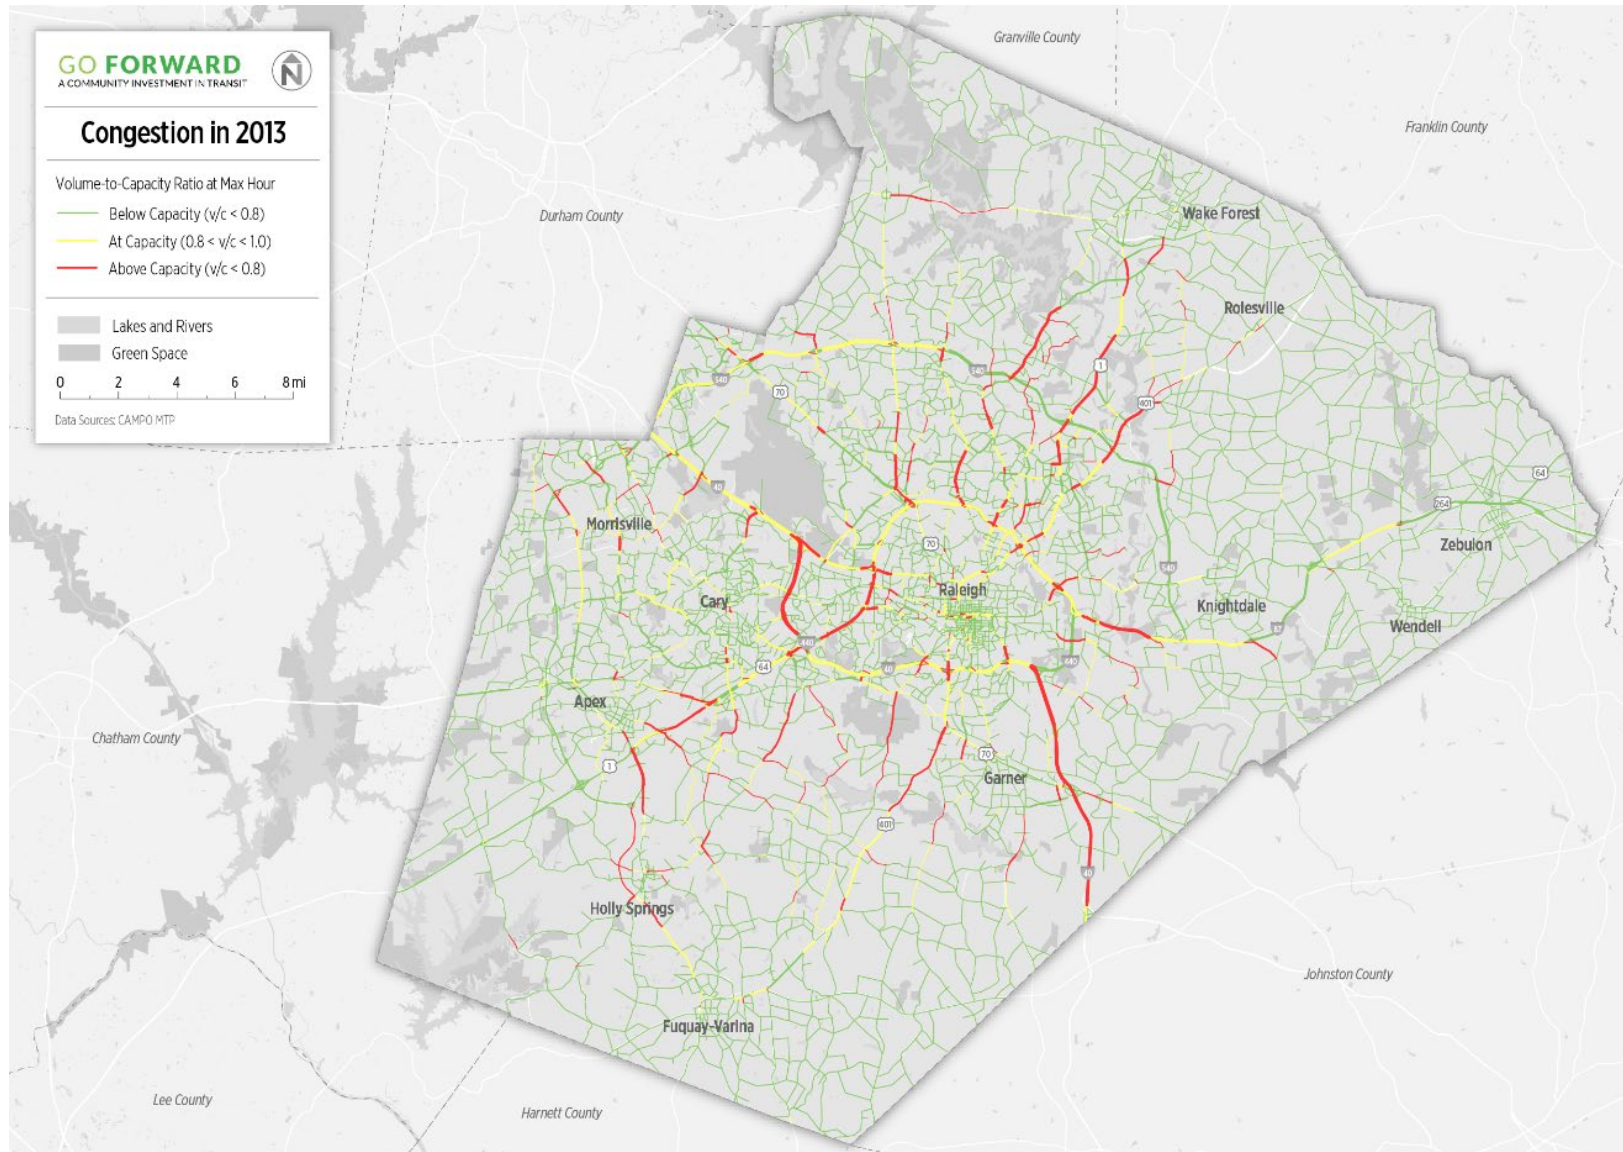 GO FORWARD
A COMMUNITY INVESTMENT IN TRANSIT
N
Congestion in 2013
Volume-to-Capacity Ratio at Max Hour
Below Capacity (v/c < 0.8)
At Capacity (0.8 < v/c < 1.0)
Above Capacity (v/c < 0.8)
Lakes and Rivers
Green Space
0 2 4 6 8 mi
Data Sources: CAMPO MTP
Granville County
Franklin County
Durham County
Wake Forest
Rolesville
1
540
540
70
401
64
40
264
Morrisville
Zebulon
70
540
Raleigh
Cary
Knightdale
Wendell
440
64
40
440
Apex
Chatham County
1
70
Garner
401
40
Holly Springs
Johnston County
Fuquay-Varina
Lee County
Harnett County